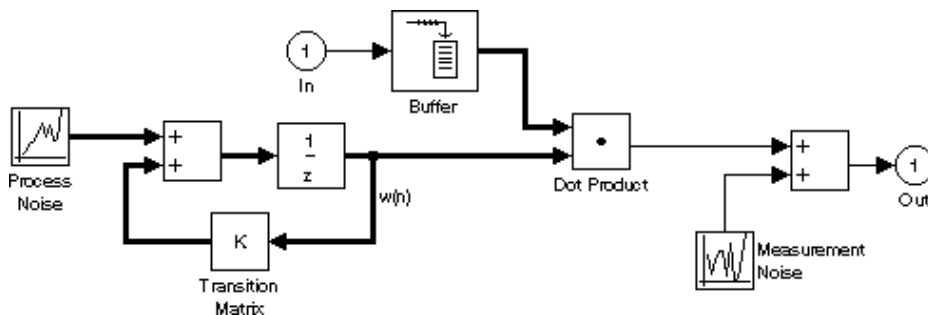 1
In
Buffer
Process
Noise
+
+
1
z
w(n)
K
Transition
Matrix
Dot Product
+
+
1
Out
Measurement
Noise